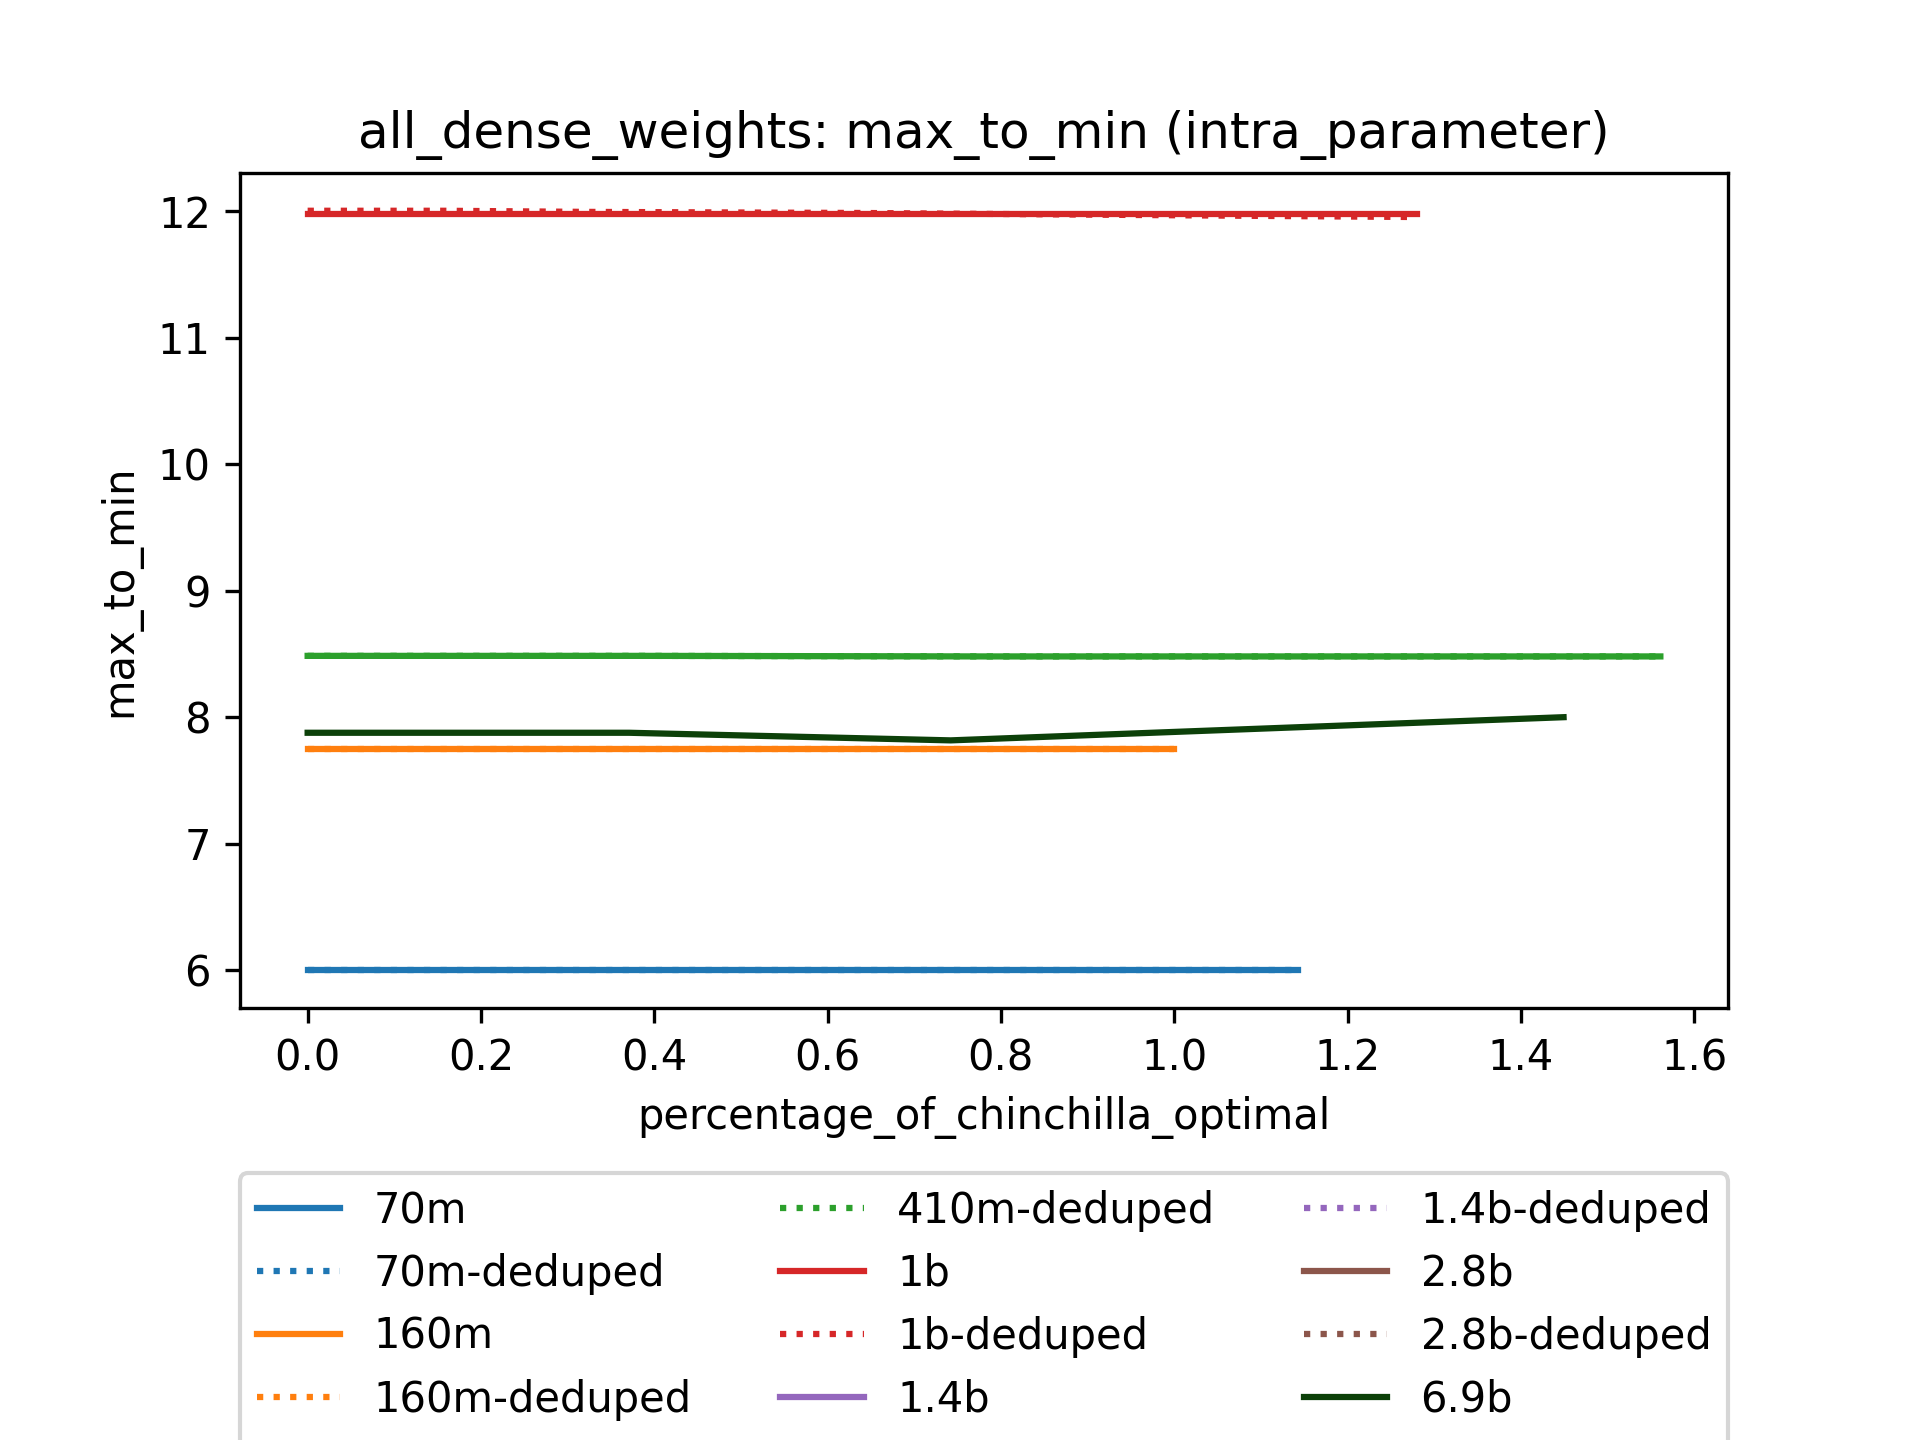 all_dense_weights: max_to_min (intra_parameter)
max_to_min
12
11
10
9
8
7
6
0.0 0.2 0.4 0.6 0.8 1.0 1.2 1.4 1.6
percentage_of_chinchilla_optimal
70m
70m-deduped
160m
160m-deduped
410m-deduped
1b
1b-deduped
1.4b
1.4b-deduped
2.8b
2.8b-deduped
6.9b